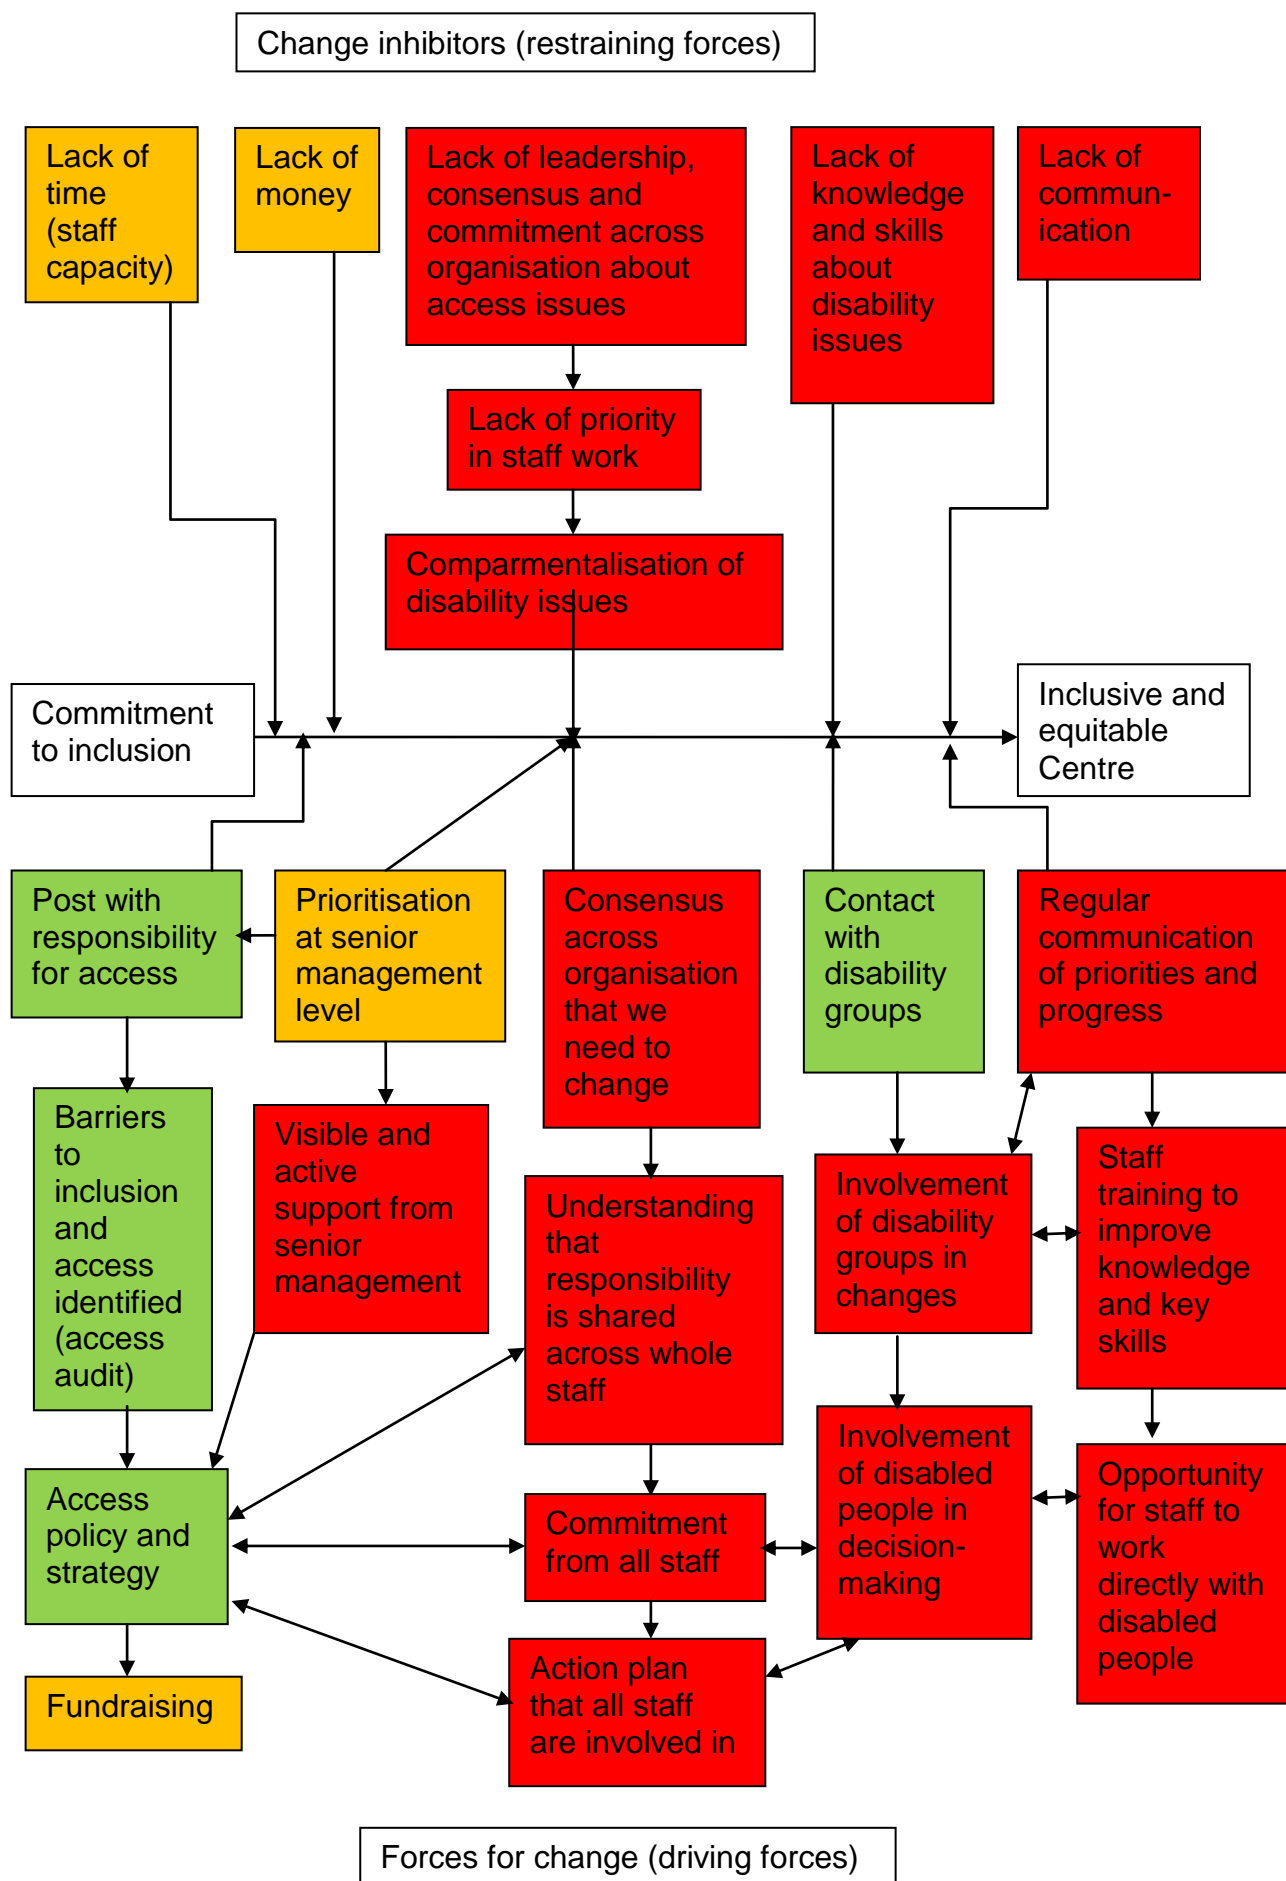 Change inhibitors (restraining forces)
Lack of
time
(staff
capacity)
Lack of
money
Lack of leadership,
consensus and
commitment across
organisation about
access issues
Lack of
knowledge
and skills
about
disability
issues
Lack of
commun-
ication
Lack of priority
in staff work
Comparmentalisation of
disability issues
Commitment
to inclusion
Inclusive and
equitable
Centre
Post with
responsibility
for access
Prioritisation
at senior
management
level
Consensus
across
organisation
that we
need to
change
Contact
with
disability
groups
Regular
communication
of priorities and
progress
Barriers
to
inclusion
and
access
identified
(access
audit)
Visible and
active
support from
senior
management
Understanding
that
responsibility
is shared
across whole
staff
Involvement
of disability
groups in
changes
Staff
training to
improve
knowledge
and key
skills
Access
policy and
strategy
Commitment
from all staff
Involvement
of disabled
people in
decision-
making
Opportunity
for staff to
work
directly with
disabled
people
Fundraising
Action plan
that all staff
are involved in
Forces for change (driving forces)